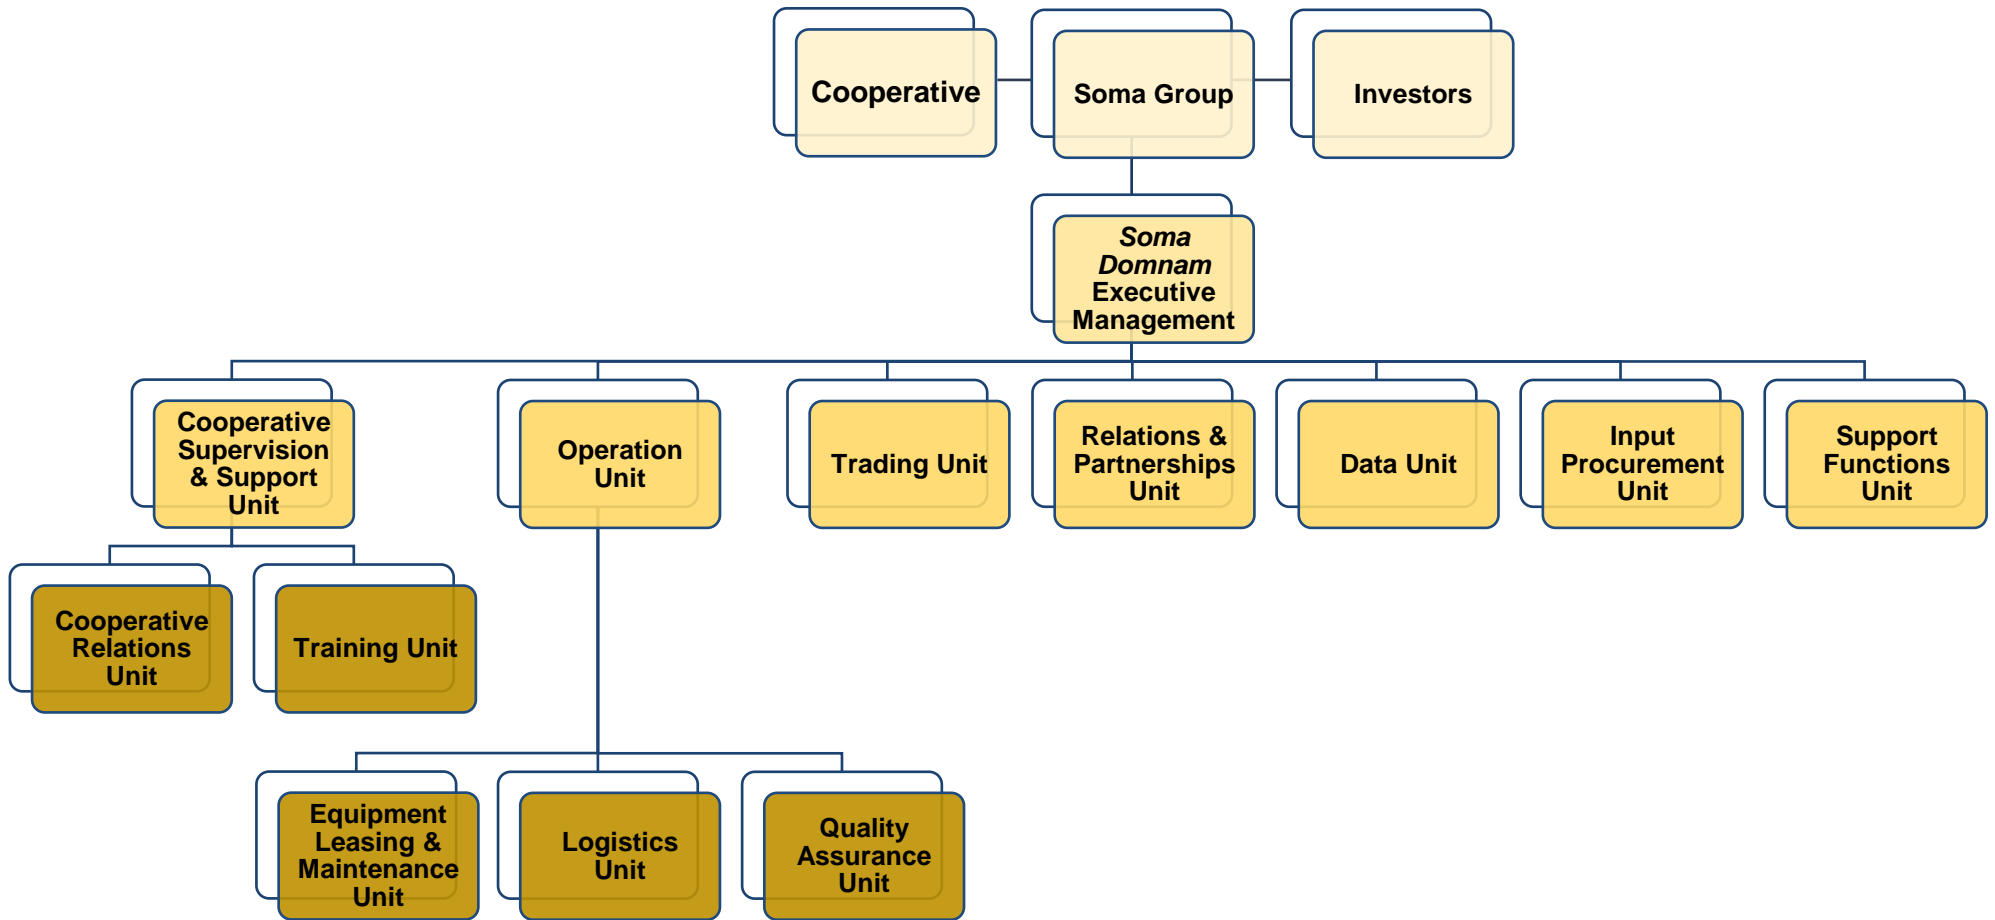 Cooperative
Soma Group
Investors
Soma
Domnam
Executive
Management
Cooperative
Supervision
& Support
Unit
Operation
Unit
Trading Unit
Relations &
Partnerships
Unit
Data Unit
Input
Procurement
Unit
Support
Functions
Unit
Cooperative
Relations
Unit
Training Unit
Equipment
Leasing &
Maintenance
Unit
Logistics
Unit
Quality
Assurance
Unit